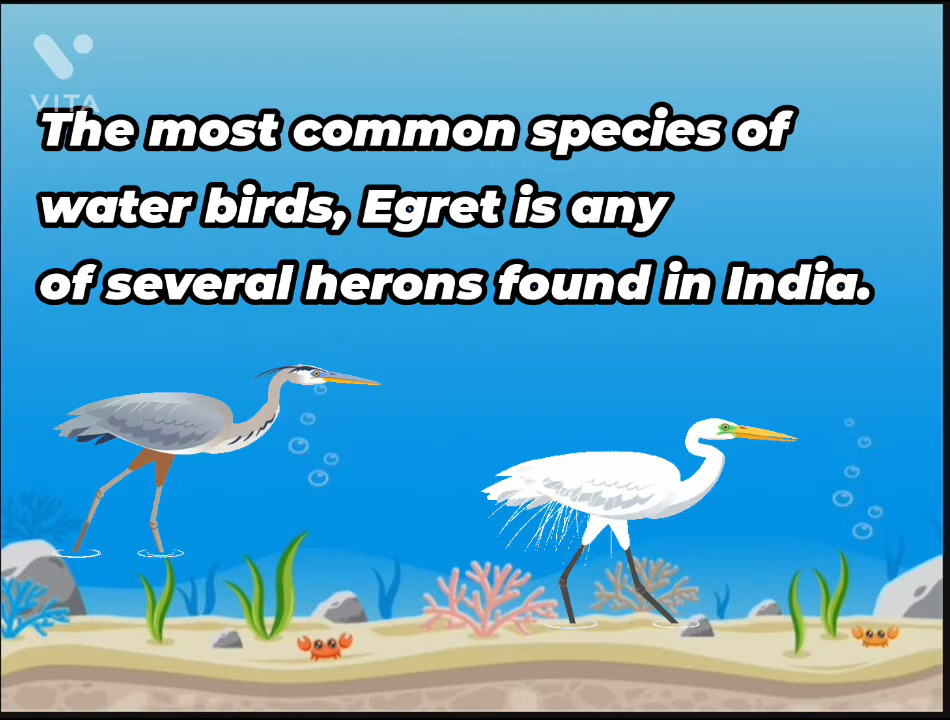 VITA
The most common species of
water birds, Egret is any
of several herons found in India.